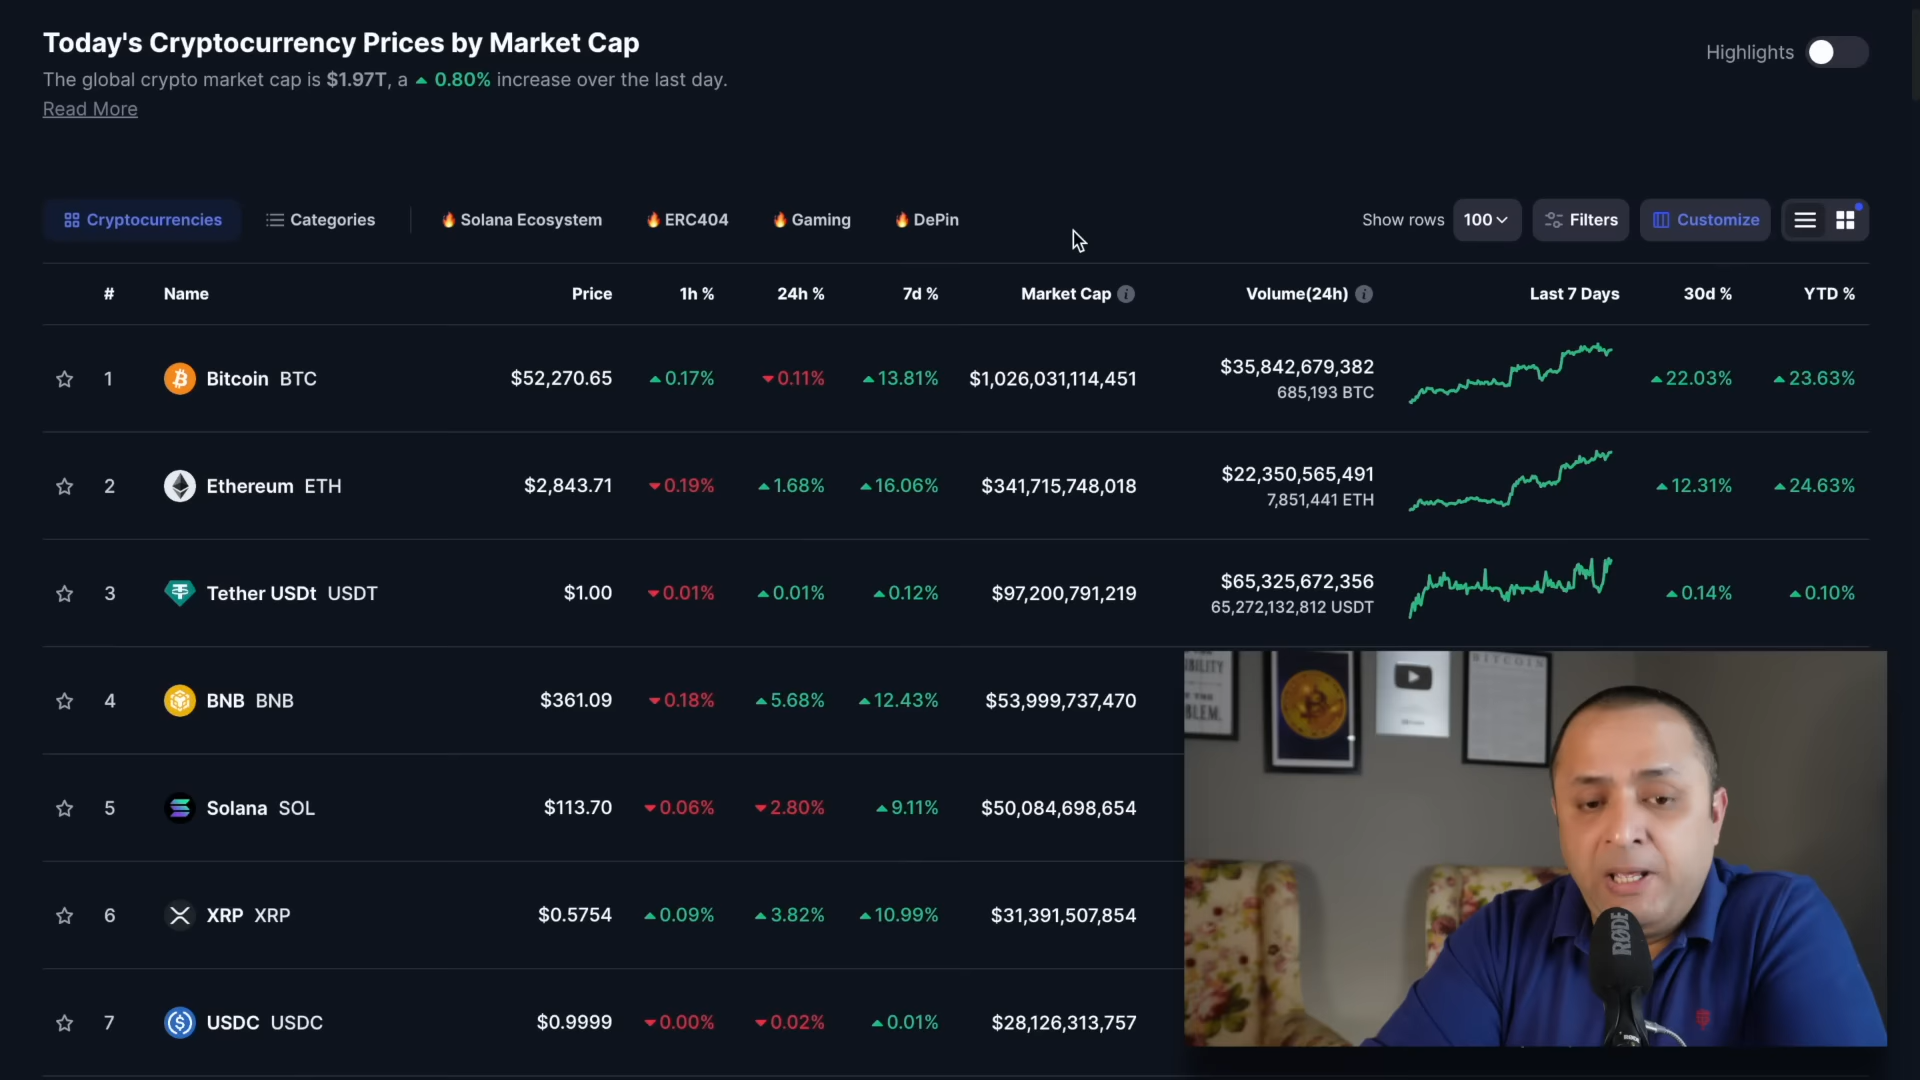 Today's Cryptocurrency Prices by Market Cap
Highlights
The global crypto market cap is $1.97T, a 0.80% increase over the last day.
Read More
Cryptocurrencies Categories Solana Ecosystem ERC404 Gaming DePin Show rows 100 Filters Customize
# Name Price 1h % 24h % 7d % Market Cap Volume(24h) Last 7 Days 30d % YTD %
1 Bitcoin BTC $52,270.65 0.17% 0.11% 13.81% $1,026,031,114,451 $35,842,679,382 22.03% 23.63%
685,193 BTC
2 Ethereum ETH $2,843.71 0.19% 1.68% 16.06% $341,715,748,018 $22,350,565,491 12.31% 24.63%
7,851,441 ETH
3 Tether USDt USDT $1.00 0.01% 0.01% 0.12% $97,200,791,219 $65,325,672,356 0.14% 0.10%
65,272,132,812 USDT
4 BNB BNB $361.09 0.18% 5.68% 12.43% $53,999,737,470
5 Solana SOL $113.70 0.06% 2.80% 9.11% $50,084,698,654
6 XRP XRP $0.5754 0.09% 3.82% 10.99% $31,391,507,854
7 USDC USDC $0.9999 0.00% 0.02% 0.01% $28,126,313,757
BITCOIN
RØDE